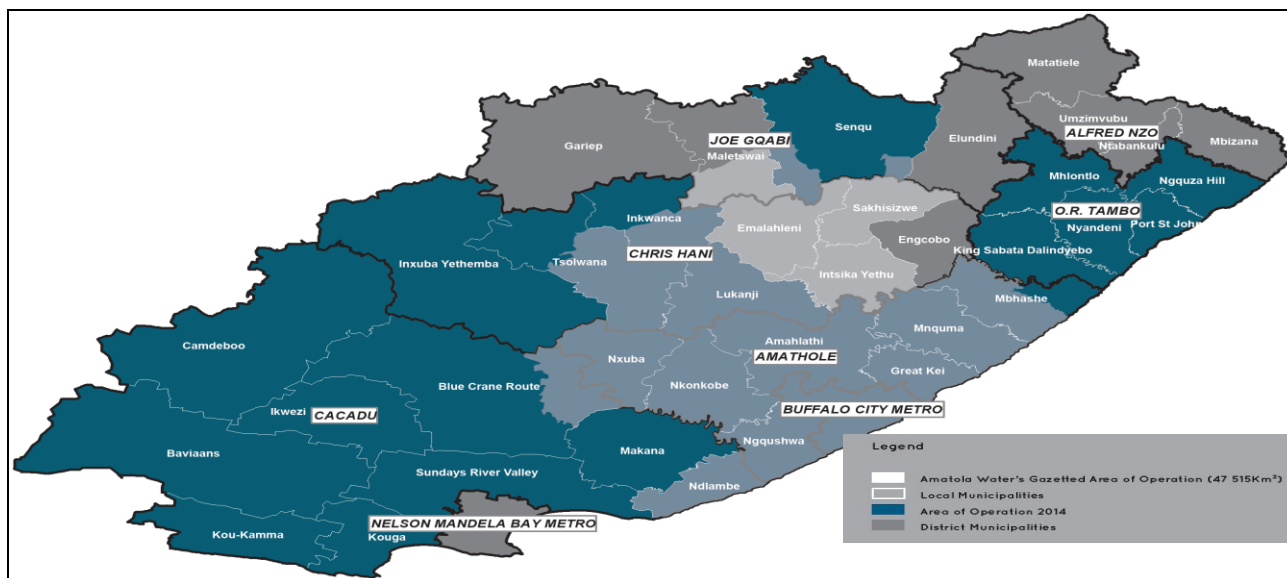 Matatiele
Umzimvubu
ALFRED NZO
Ntabankulu
Mbizana
Senqu
Elundini
JOE GQABI
Maletswai
Gariep
Mhlontlo
Ngquza Hill
O.R. TAMBO
Nyandeni
Port St John
King Sabata Dalindyebo
Inkwanca
Sakhisizwe
Emalahleni
Engcobo
CHRIS HANI
Tsolwana
Inxuba Yethemba
Intsika Yethu
Lukanji
Mbhashe
Mnquma
Amahlathi
AMATHOLE
Great Kei
Nxuba
Nkonkobe
Camdeboo
Blue Crane Route
Ikwezi
CACADU
BUFFALO CITY METRO
Ngqushwa
Makana
Baviaans
Sundays River Valley
Ndlambe
NELSON MANDELA BAY METRO
Kou-Kamma
Kouga
Legend
Amatola Water's Gazetted Area of Operation (47 515Km²)
Local Municipalities
Area of Operation 2014
District Municipalities